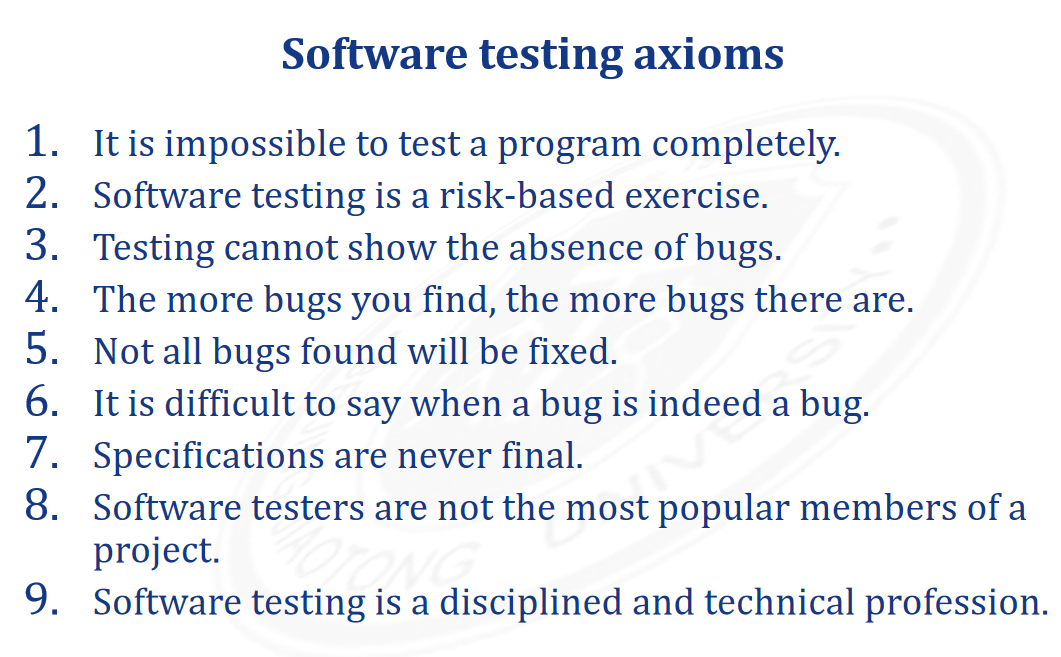 Software testing axioms
1. It is impossible to test a program completely.
2. Software testing is a risk-based exercise.
3. Testing cannot show the absence of bugs.
4. The more bugs you find, the more bugs there are.
5. Not all bugs found will be fixed.
6. It is difficult to say when a bug is indeed a bug.
7. Specifications are never final.
8. Software testers are not the most popular members of a
project.
9. Software testing is a disciplined and technical profession.
JIAOTONG UNIVERSITY